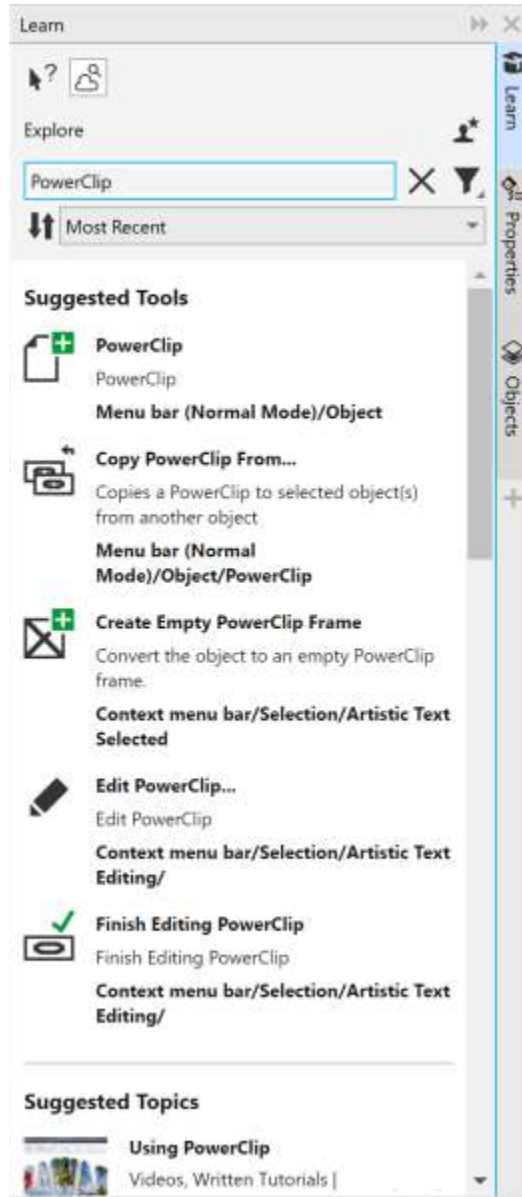 Learn
?
Explore
PowerClip
Most Recent
Suggested Tools
PowerClip
PowerClip
Menu bar (Normal Mode)/Object
Copy PowerClip From...
Copies a PowerClip to selected object(s)
from another object
Menu bar (Normal
Mode)/Object/PowerClip
Create Empty PowerClip Frame
Convert the object to an empty PowerClip
frame.
Context menu bar/Selection/Artistic Text
Selected
Edit PowerClip...
Edit PowerClip
Context menu bar/Selection/Artistic Text
Editing/
Finish Editing PowerClip
Finish Editing PowerClip
Context menu bar/Selection/Artistic Text
Editing/
Suggested Topics
Using PowerClip
Videos, Written Tutorials |
Learn
Properties
Objects